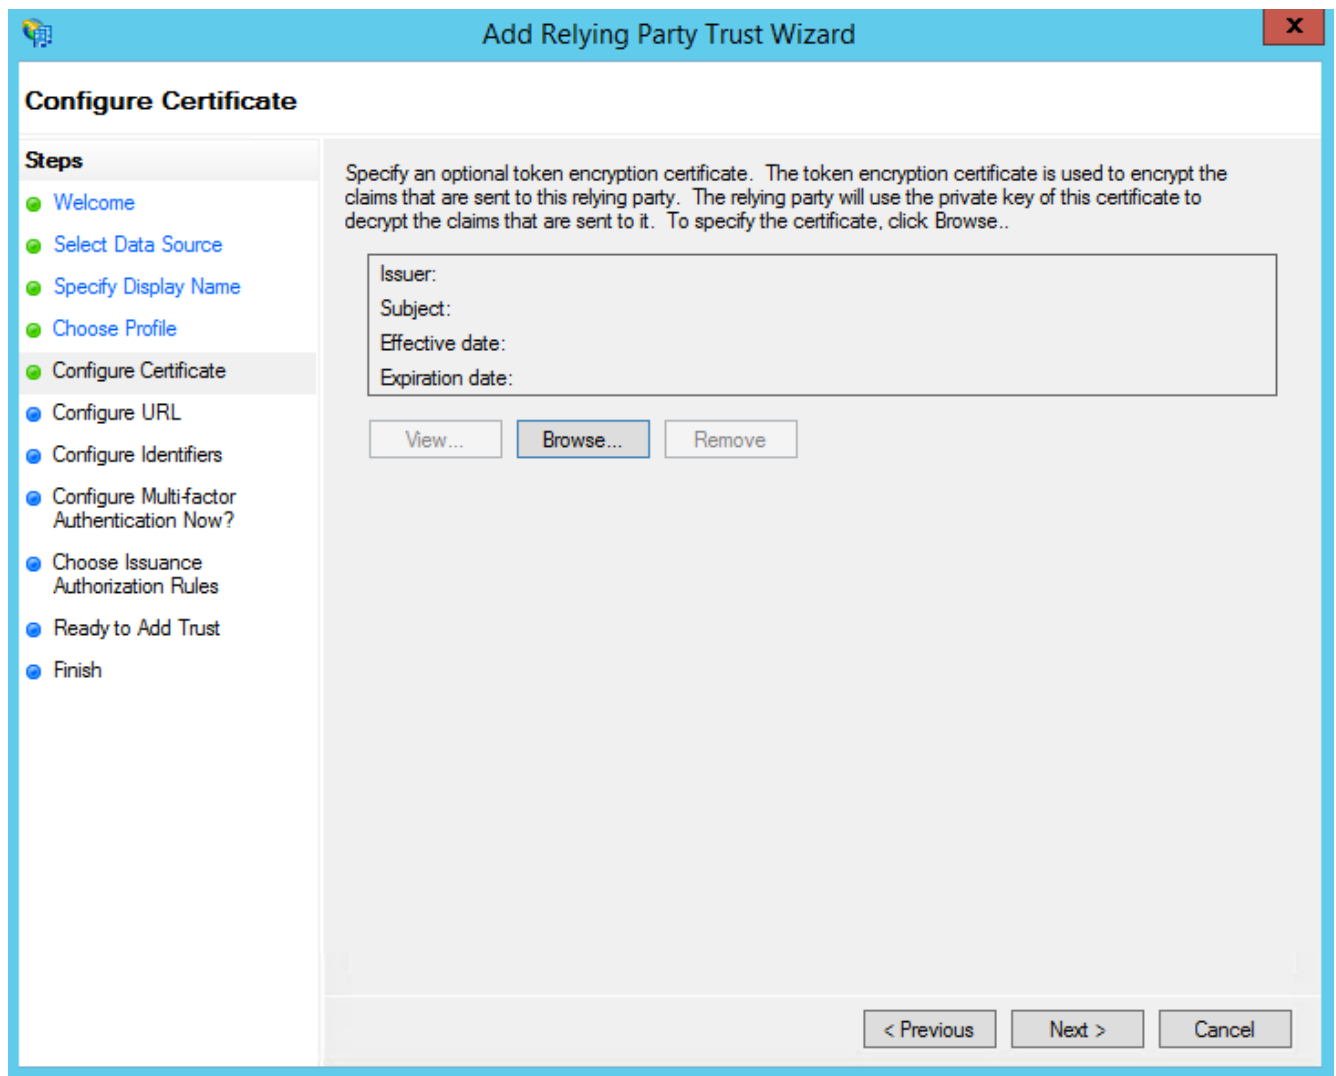 Add Relying Party Trust Wizard
x
Configure Certificate
Steps
Welcome
Select Data Source
Specify Display Name
Choose Profile
Configure Certificate
Configure URL
Configure Identifiers
Configure Multi-factor
Authentication Now?
Choose Issuance
Authorization Rules
Ready to Add Trust
Finish
Specify an optional token encryption certificate.  The token encryption certificate is used to encrypt the
claims that are sent to this relying party.  The relying party will use the private key of this certificate to
decrypt the claims that are sent to it.  To specify the certificate, click Browse..
Issuer:
Subject:
Effective date:
Expiration date:
View... Browse... Remove
< Previous Next > Cancel